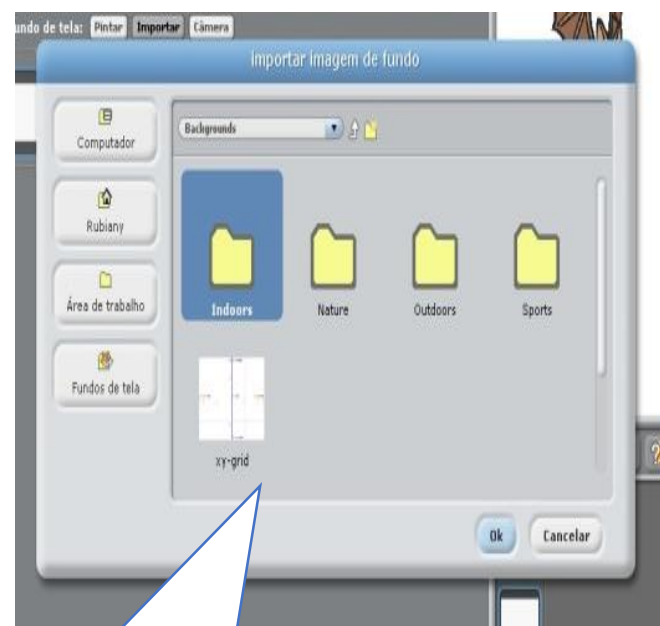 undo de tela: Pintar Importar Câmera
Importar imagem de fundo
Computador
Rubiany
Área de trabalho
Fundos de tela
Backgrounds
Indoors Nature Outdoors Sports
xy-grid
Ok Cancelar